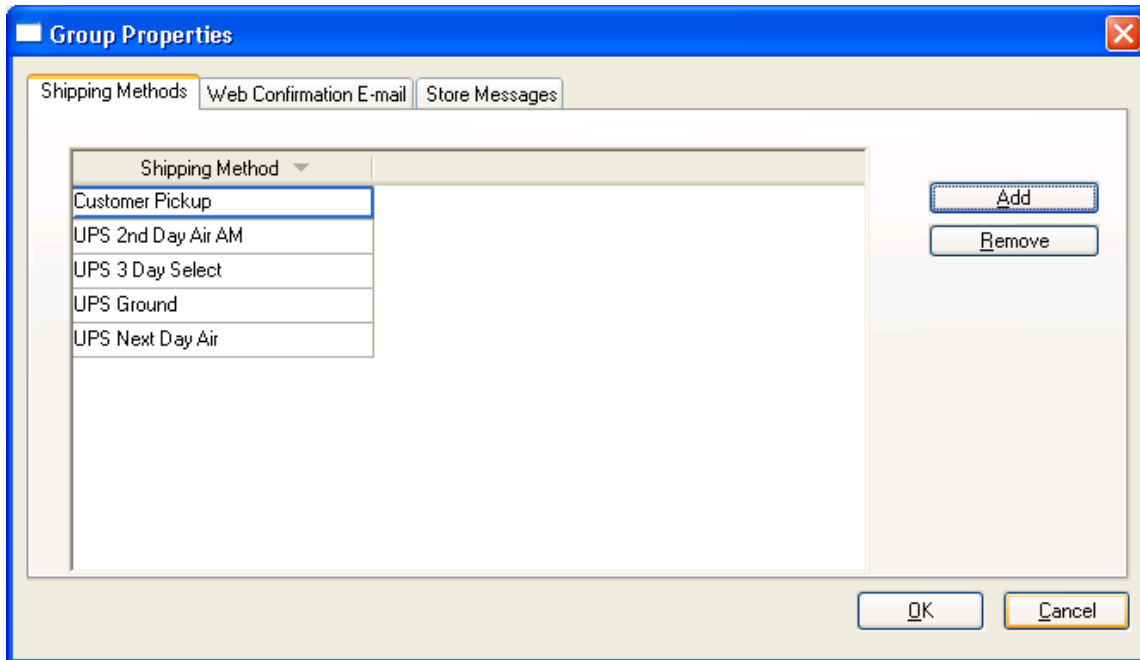 Group Properties
Shipping Methods Web Confirmation E-mail Store Messages
Shipping Method
Customer Pickup
UPS 2nd Day Air AM
UPS 3 Day Select
UPS Ground
UPS Next Day Air
Add
Remove
OK Cancel